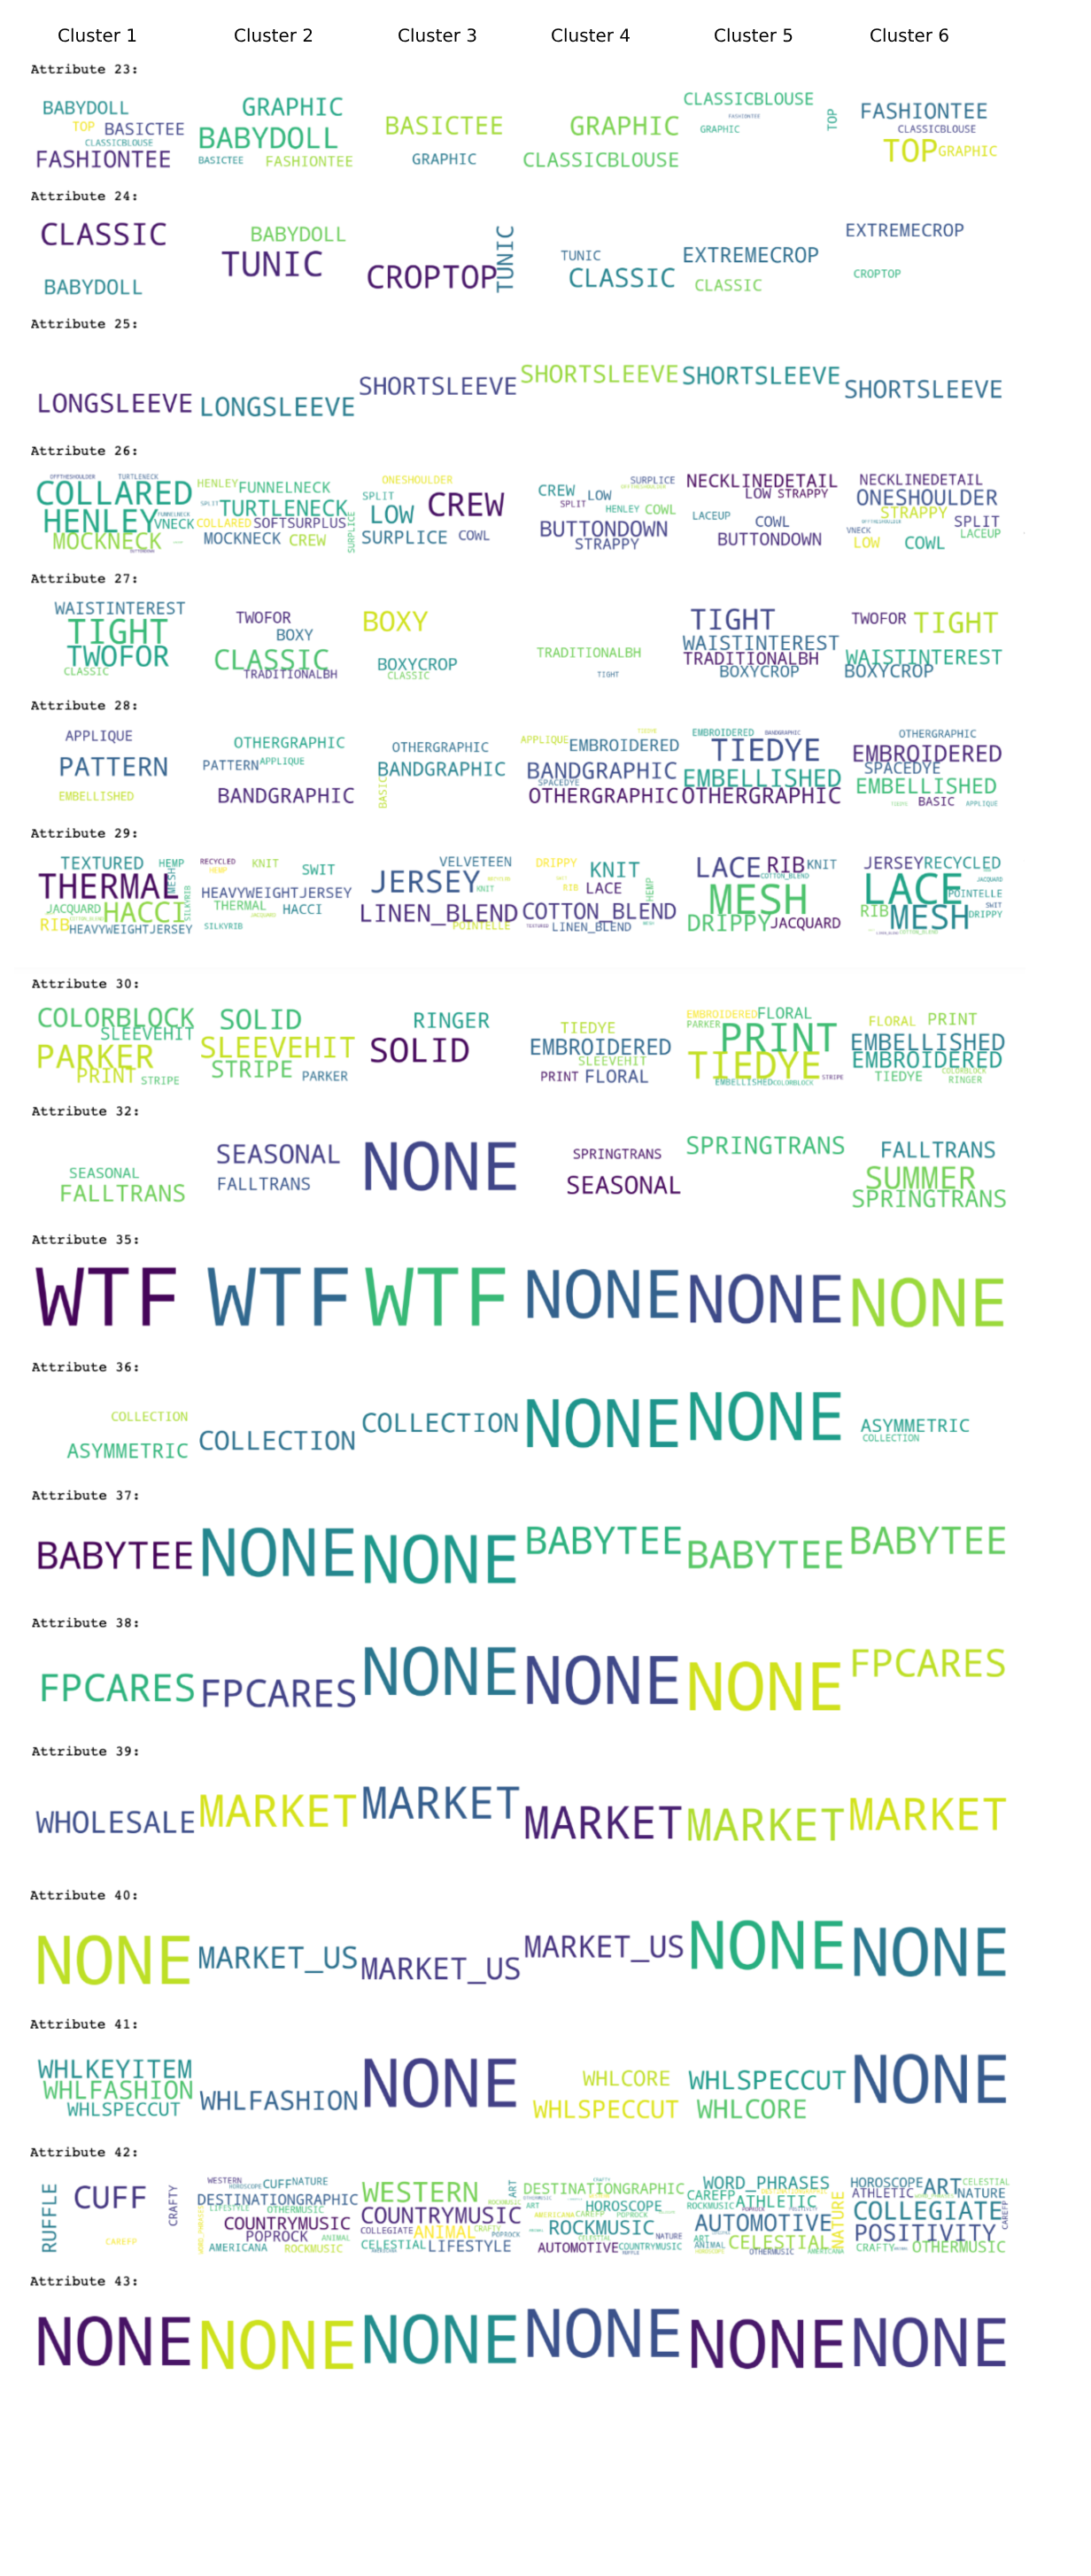 Cluster 1 Cluster 2 Cluster 3 Cluster 4 Cluster 5 Cluster 6
Attribute 23:
BABYDOLL TOP BASICTEE CLASSICBLOUSE FASHIONTEE
GRAPHIC BABYDOLL BASICTEE FASHIONTEE
BASICTEE GRAPHIC
GRAPHIC CLASSICBLOUSE
CLASSICBLOUSE FASHIONTEE GRAPHIC TOP
FASHIONTEE CLASSICBLOUSE TOP GRAPHIC
Attribute 24:
CLASSIC BABYDOLL
BABYDOLL TUNIC
CROPTOP TUNIC
TUNIC CLASSIC
EXTREMECROP CLASSIC
EXTREMECROP CROPTOP
Attribute 25:
LONGSLEEVE LONGSLEEVE SHORTSLEEVE SHORTSLEEVE SHORTSLEEVE SHORTSLEEVE
Attribute 26:
OFFTHESHOULDER TURTLENECK COLLARED HENLEY FUNNELNECK VNECK MOCKNECK BUTTONDOWN
HENLEY FUNNELNECK SPLIT TURTLENECK COLLARED SOFTSURPLUS MOCKNECK CREW SURPLICE
ONESHOULDER SPLIT CREW LOW SURPLICE COWL
SURPLICE OFFTHESHOULDER CREW LOW SPLIT HENLEY COWL BUTTONDOWN STRAPPY
NECKLINEDETAIL LOW STRAPPY LACEUP COWL BUTTONDOWN
NECKLINEDETAIL ONESHOULDER STRAPPY OFFTHESHOULDER SPLIT VNECK LACEUP LOW COWL
Attribute 27:
WAISTINTEREST TIGHT TWOFOR CLASSIC
TWOFOR BOXY CLASSIC TRADITIONALBH
BOXY BOXYCROP CLASSIC
TRADITIONALBH TIGHT
TIGHT WAISTINTEREST TRADITIONALBH BOXYCROP
TWOFOR TIGHT WAISTINTEREST BOXYCROP
Attribute 28:
APPLIQUE PATTERN EMBELLISHED
OTHERGRAPHIC PATTERN APPLIQUE BANDGRAPHIC
OTHERGRAPHIC BANDGRAPHIC BASIC
TIEDYE APPLIQUE EMBROIDERED BANDGRAPHIC SPACEDYE OTHERGRAPHIC
EMBROIDERED BANDGRAPHIC TIEDYE EMBELLISHED OTHERGRAPHIC
OTHERGRAPHIC EMBROIDERED SPACEDYE EMBELLISHED TIEDYE BASIC APPLIQUE
Attribute 29:
TEXTURED HEMP THERMAL MESH JACQUARD HACCI COTTON_BLEND SILKYRIB RIB HEAVYWEIGHTJERSEY
RECYCLED KNIT HEMP SWIT HEAVYWEIGHTJERSEY THERMAL HACCI JACQUARD SILKYRIB
VELVETEEN JERSEY KNIT LINEN_BLEND POINTELLE
DRIPPY KNIT RIB LACE HEMP COTTON_BLEND TEXTURED LINEN_BLEND MESH
LACE RIB KNIT COTTON_BLEND MESH DRIPPY JACQUARD
JERSEY RECYCLED JACQUARD LACE POINTELLE SWIT RIB MESH DRIPPY LINEN_BLEND COTTON_BLEND
Attribute 30:
COLORBLOCK SLEEVEHIT PARKER PRINT STRIPE
SOLID SLEEVEHIT STRIPE PARKER
RINGER SOLID
TIEDYE EMBROIDERED SLEEVEHIT PRINT FLORAL
EMBROIDERED FLORAL PARKER PRINT TIEDYE STRIPE EMBELLISHED COLORBLOCK
FLORAL PRINT EMBELLISHED EMBROIDERED COLORBLOCK TIEDYE RINGER
Attribute 32:
SEASONAL FALLTRANS
SEASONAL FALLTRANS
NONE
SPRINGTRANS SEASONAL
SPRINGTRANS
FALLTRANS SUMMER SPRINGTRANS
Attribute 35:
WTF WTF WTF NONE NONE NONE
Attribute 36:
COLLECTION ASYMMETRIC
COLLECTION
COLLECTION
NONE
NONE
ASYMMETRIC COLLECTION
Attribute 37:
BABYTEE NONE NONE BABYTEE BABYTEE BABYTEE
Attribute 38:
FPCARES FPCARES NONE NONE NONE FPCARES
Attribute 39:
WHOLESALE MARKET MARKET MARKET MARKET MARKET
Attribute 40:
NONE MARKET_US MARKET_US MARKET_US NONE NONE
Attribute 41:
WHLKEYITEM WHLFASHION WHLSPECCUT
WHLFASHION
NONE
WHLCORE WHLSPECCUT
WHLSPECCUT WHLCORE
NONE
Attribute 42:
RUFFLE CUFF CRAFTY CAREFP
WESTERN HOROSCOPE CUFF NATURE DESTINATIONGRAPHIC LIFESTYLE OTHERMUSIC COUNTRYMUSIC WORD_PHRASES POPROCK ANIMAL AMERICANA ROCKMUSIC
WESTERN ART ROCKMUSIC COUNTRYMUSIC COLLEGIATE ANIMAL CRAFTY POPROCK CELESTIAL LIFESTYLE
CRAFTY DESTINATIONGRAPHIC OTHERMUSIC ART HOROSCOPE AMERICANA CAREFP POPROCK ROCKMUSIC NATURE CELESTIAL AUTOMOTIVE COUNTRYMUSIC RUFFLE
WORD_PHRASES CAREFP ROCKMUSIC ATHLETIC POPROCK POSITIVITY AUTOMOTIVE NATURE ART ANIMAL CELESTIAL HOROSCOPE OTHERMUSIC AMERICANA
HOROSCOPE ART CELESTIAL ATHLETIC NATURE COLLEGIATE CAREFP POSITIVITY CRAFTY OTHERMUSIC
Attribute 43:
NONE NONE NONE NONE NONE NONE